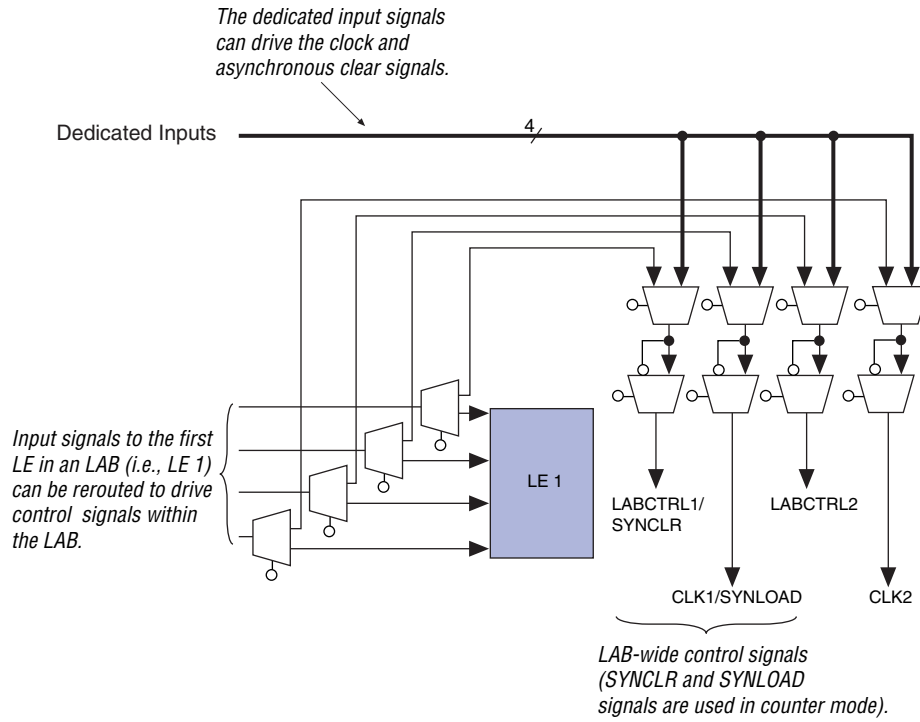 The dedicated input signals
can drive the clock and
asynchronous clear signals.
Dedicated Inputs
4
Input signals to the first
LE in an LAB (i.e., LE 1)
can be rerouted to drive
control signals within
the LAB.
LE 1
LABCTRL1/
SYNCLR
LABCTRL2
CLK1/SYNLOAD
CLK2
LAB-wide control signals
(SYNCLR and SYNLOAD
signals are used in counter mode).